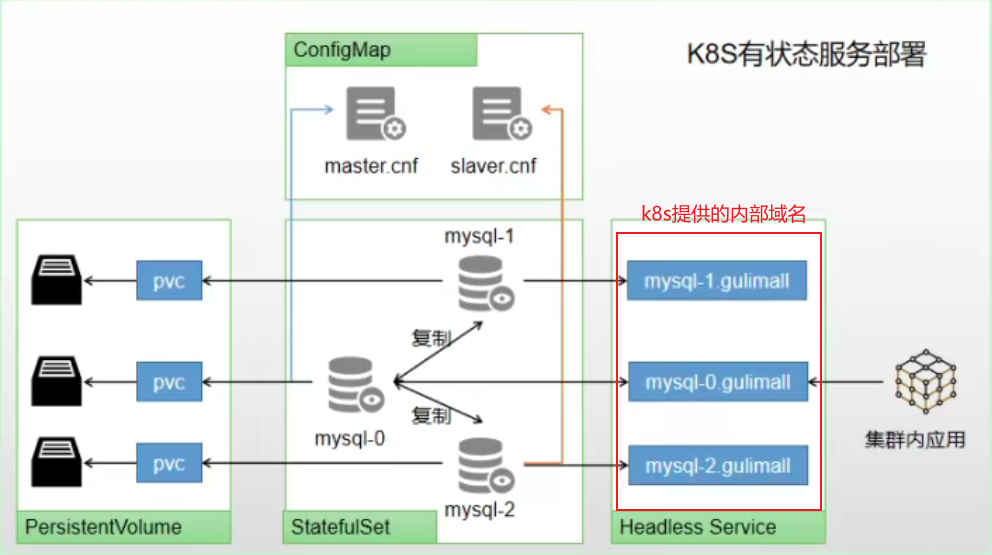 K8S有状态服务部署
ConfigMap
master.cnf
slaver.cnf
k8s提供的内部域名
mysql-1
pvc
mysql-1.gulimall
复制
pvc
mysql-0.gulimall
复制
mysql-0
集群内应用
pvc
mysql-2.gulimall
mysql-2
PersistentVolume
StatefulSet
Headless Service